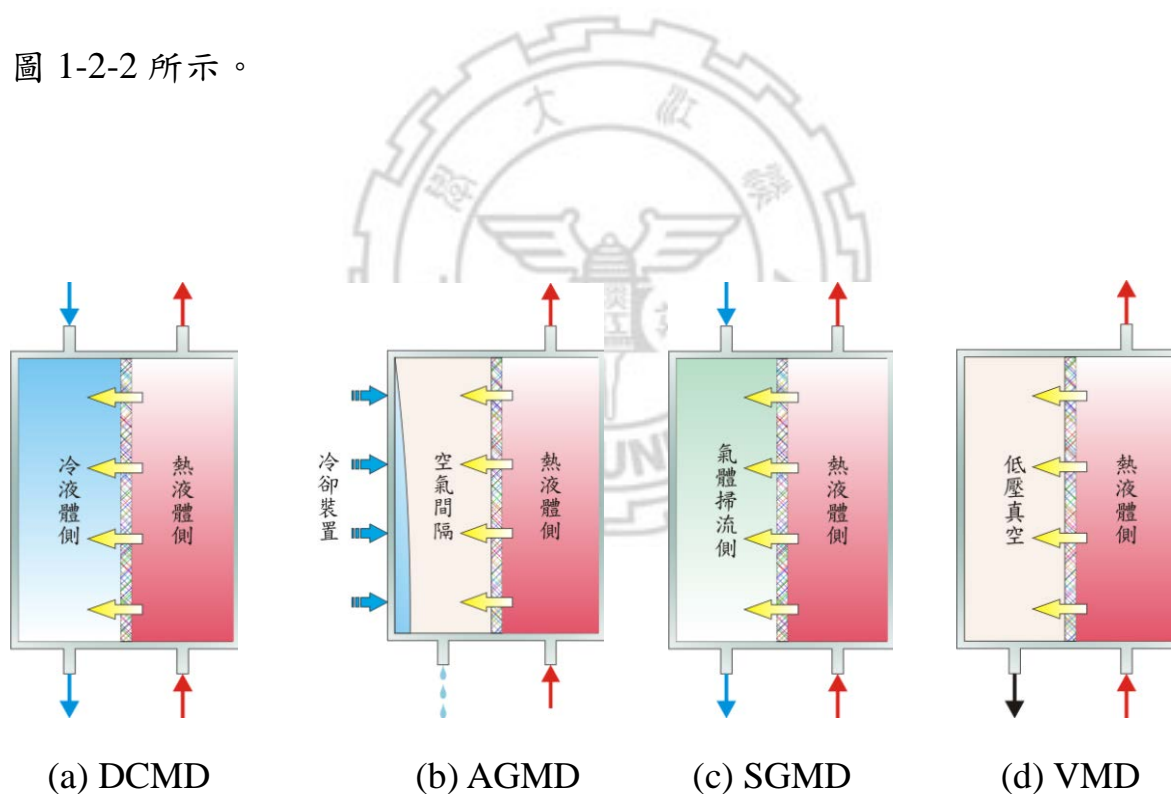 圖 1-2-2 所示。
大
冷液體側
熱液體側
冷卻裝置
空氣間隔
熱液體側
氣體掃流側
熱液體側
低壓真空
熱液體側
UNI
(a) DCMD
(b) AGMD
(c) SGMD
(d) VMD